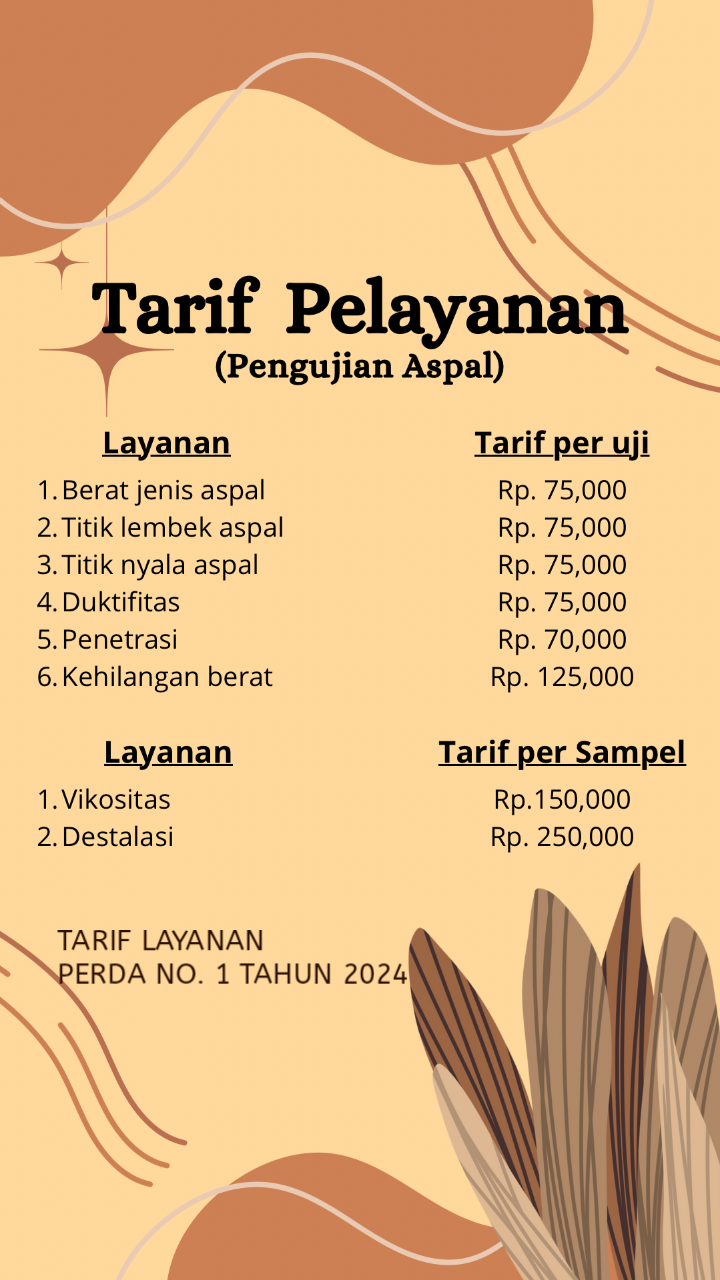 Tarif Pelayanan
(Pengujian Aspal)
Layanan Tarif per uji
1. Berat jenis aspal Rp. 75,000
2. Titik lembek aspal Rp. 75,000
3. Titik nyala aspal Rp. 75,000
4. Duktifitas Rp. 75,000
5. Penetrasi Rp. 70,000
6. Kehilangan berat Rp. 125,000
Layanan Tarif per Sampel
1. Vikositas Rp.150,000
2. Destalasi Rp. 250,000
TARIF LAYANAN
PERDA NO. 1 TAHUN 2024